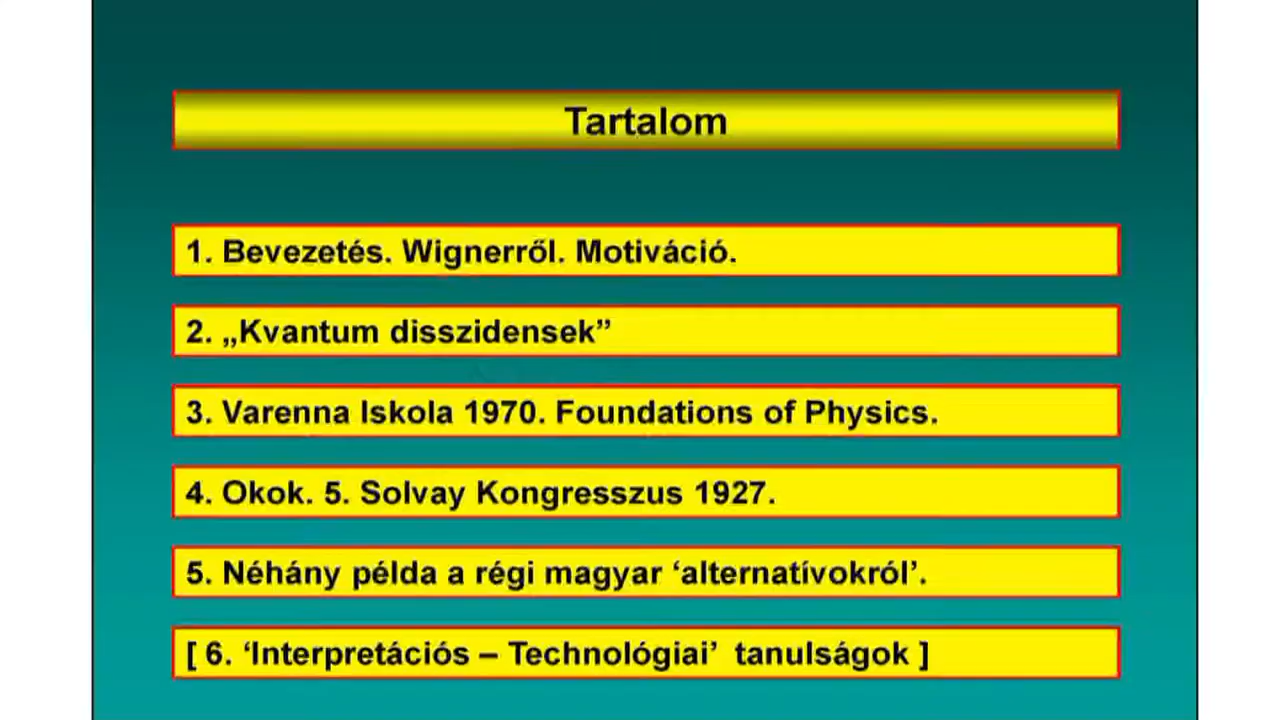 Tartalom
1. Bevezetés. Wignerről. Motiváció.
2. „Kvantum disszidensek”
3. Varenna Iskola 1970. Foundations of Physics.
4. Okok. 5. Solvay Kongresszus 1927.
5. Néhány példa a régi magyar ‘alternatívokról’.
[ 6. ‘Interpretációs – Technológiai’ tanulságok ]